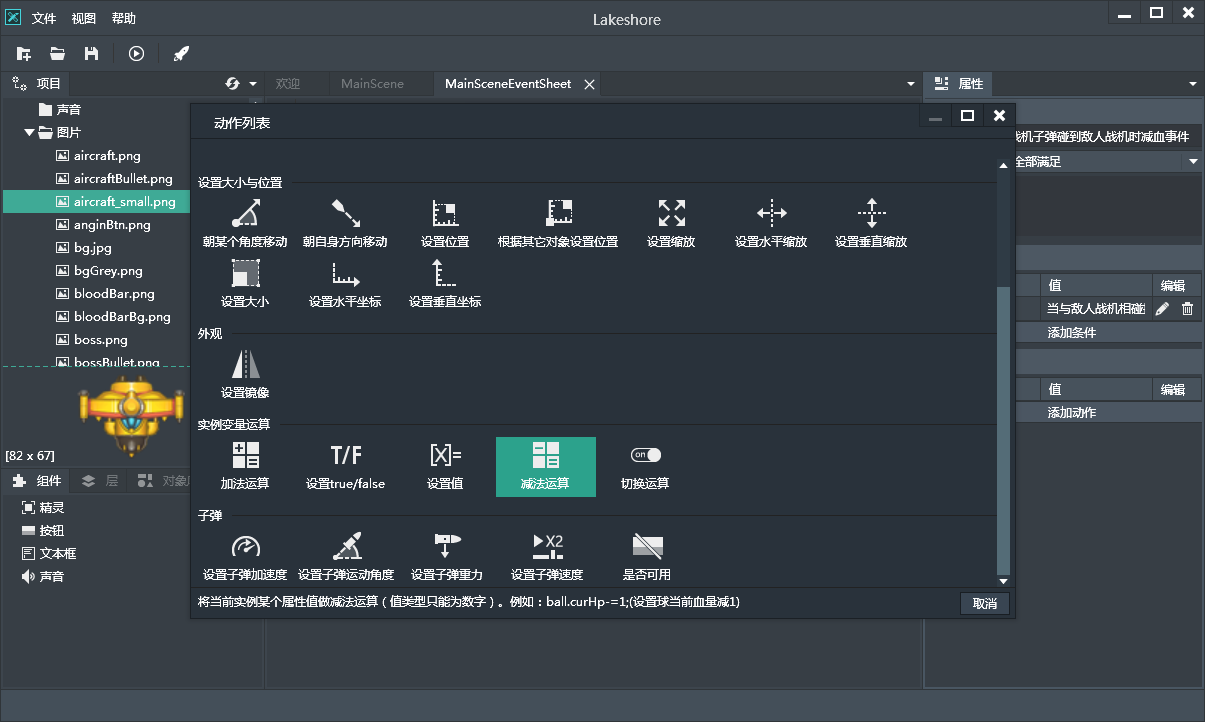 文件 视图 帮助
Lakeshore
项目
欢迎
MainScene
MainSceneEventSheet
属性
声音
图片
aircraft.png
aircraftBullet.png
aircraft_small.png
anginBtn.png
bg.jpg
bgGrey.png
bloodBar.png
bloodBarBg.png
boss.png
bossBullet.png
[82 x 67]
组件 层
精灵
按钮
文本框
声音
动作列表
设置大小与位置
朝某个角度移动 朝自身方向移动 设置位置 根据其它对象设置位置 设置缩放 设置水平缩放 设置垂直缩放
设置大小 设置水平坐标 设置垂直坐标
外观
设置镜像
实例变量运算
T/F [X]= on
加法运算 设置true/false 设置值 减法运算 切换运算
子弹
X2
设置子弹加速度 设置子弹运动角度 设置子弹重力 设置子弹速度 是否可用
将当前实例某个属性值做减法运算（值类型只能为数字）。例如：ball.curHp-=1;(设置球当前血量减1)
取消
机子弹碰到敌人战机时减血事件
全部满足
值 编辑
当与敌人战机相碰
添加条件
值 编辑
添加动作